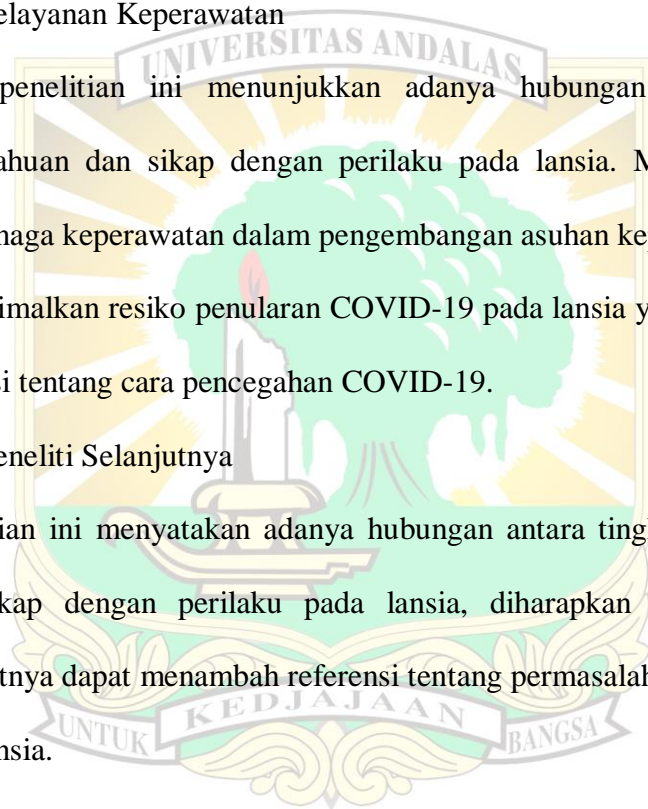 elayanan Keperawatan
UNIVERSITAS ANDALAS
penelitian ini menunjukkan adanya hubungan
ahuan dan sikap dengan perilaku pada lansia. M
naga keperawatan dalam pengembangan asuhan ke
imalkan resiko penularan COVID-19 pada lansia y
si tentang cara pencegahan COVID-19.
eneliti Selanjutnya
ian ini menyatakan adanya hubungan antara ting
kap dengan perilaku pada lansia, diharapkan
tnya dapat menambah referensi tentang permasalah
nsia.
UNTUK KEDJAJAAN BANGSA